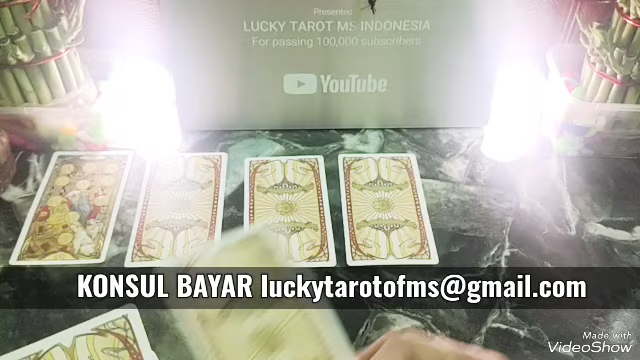 Presented
LUCKY TAROT MS INDONESIA
For passing 100,000 subscribers
YouTube
KONSUL BAYAR luckytarotofms@gmail.com
Made with
VideoShow